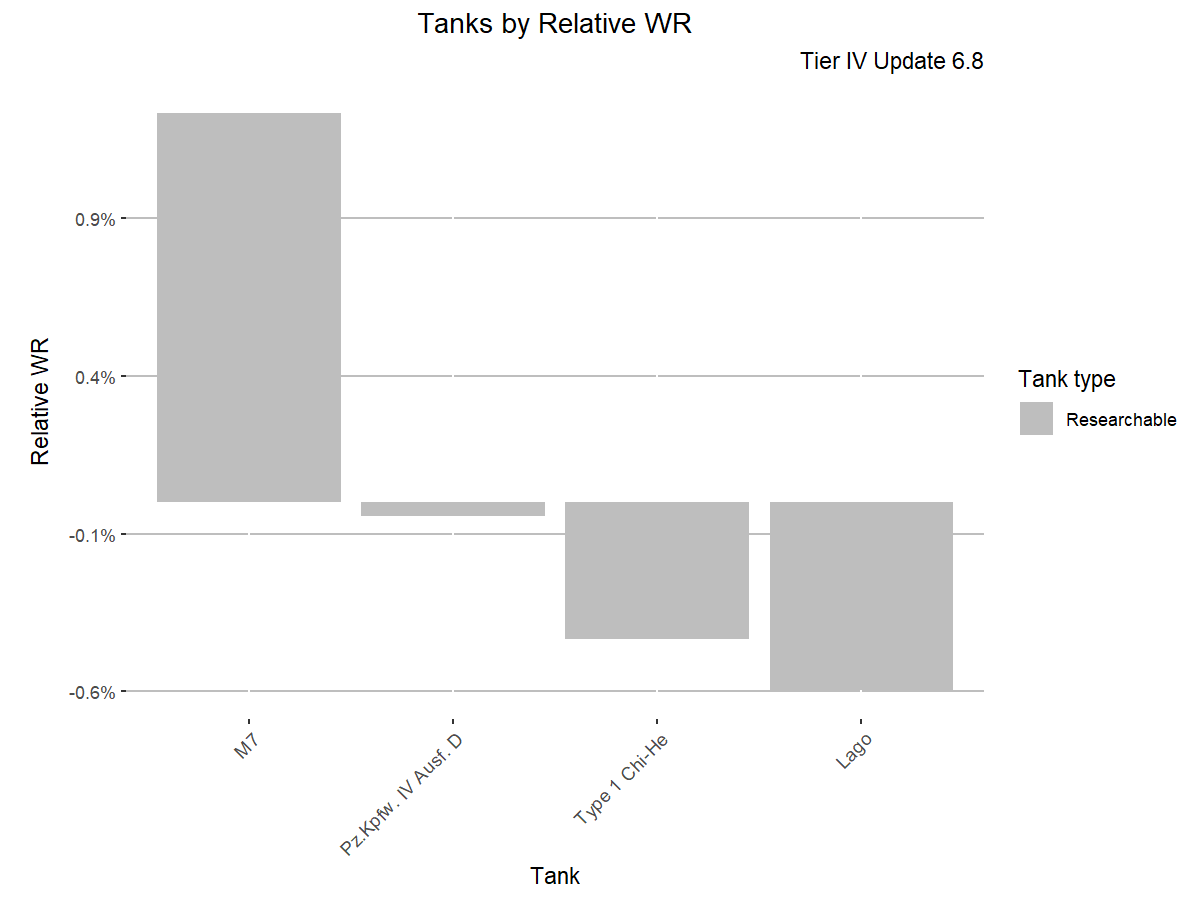 Tanks by Relative WR
Tier IV Update 6.8
Relative WR
0.9%
0.4%
-0.1%
-0.6%
M7
Pz.Kpfw. IV Ausf. D
Type 1 Chi-He
Lago
Tank
Tank type
Researchable